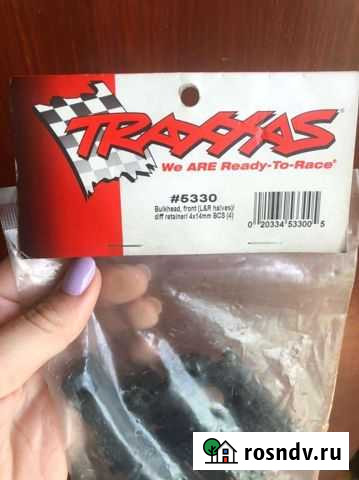 TRAXXAS
We ARE Ready-To-Race®
#5330
Bulkhead, front (L&R halves)/
diff retainer/ 4x14mm BCS (4)
0 20334 53300 5
rosndv.ru